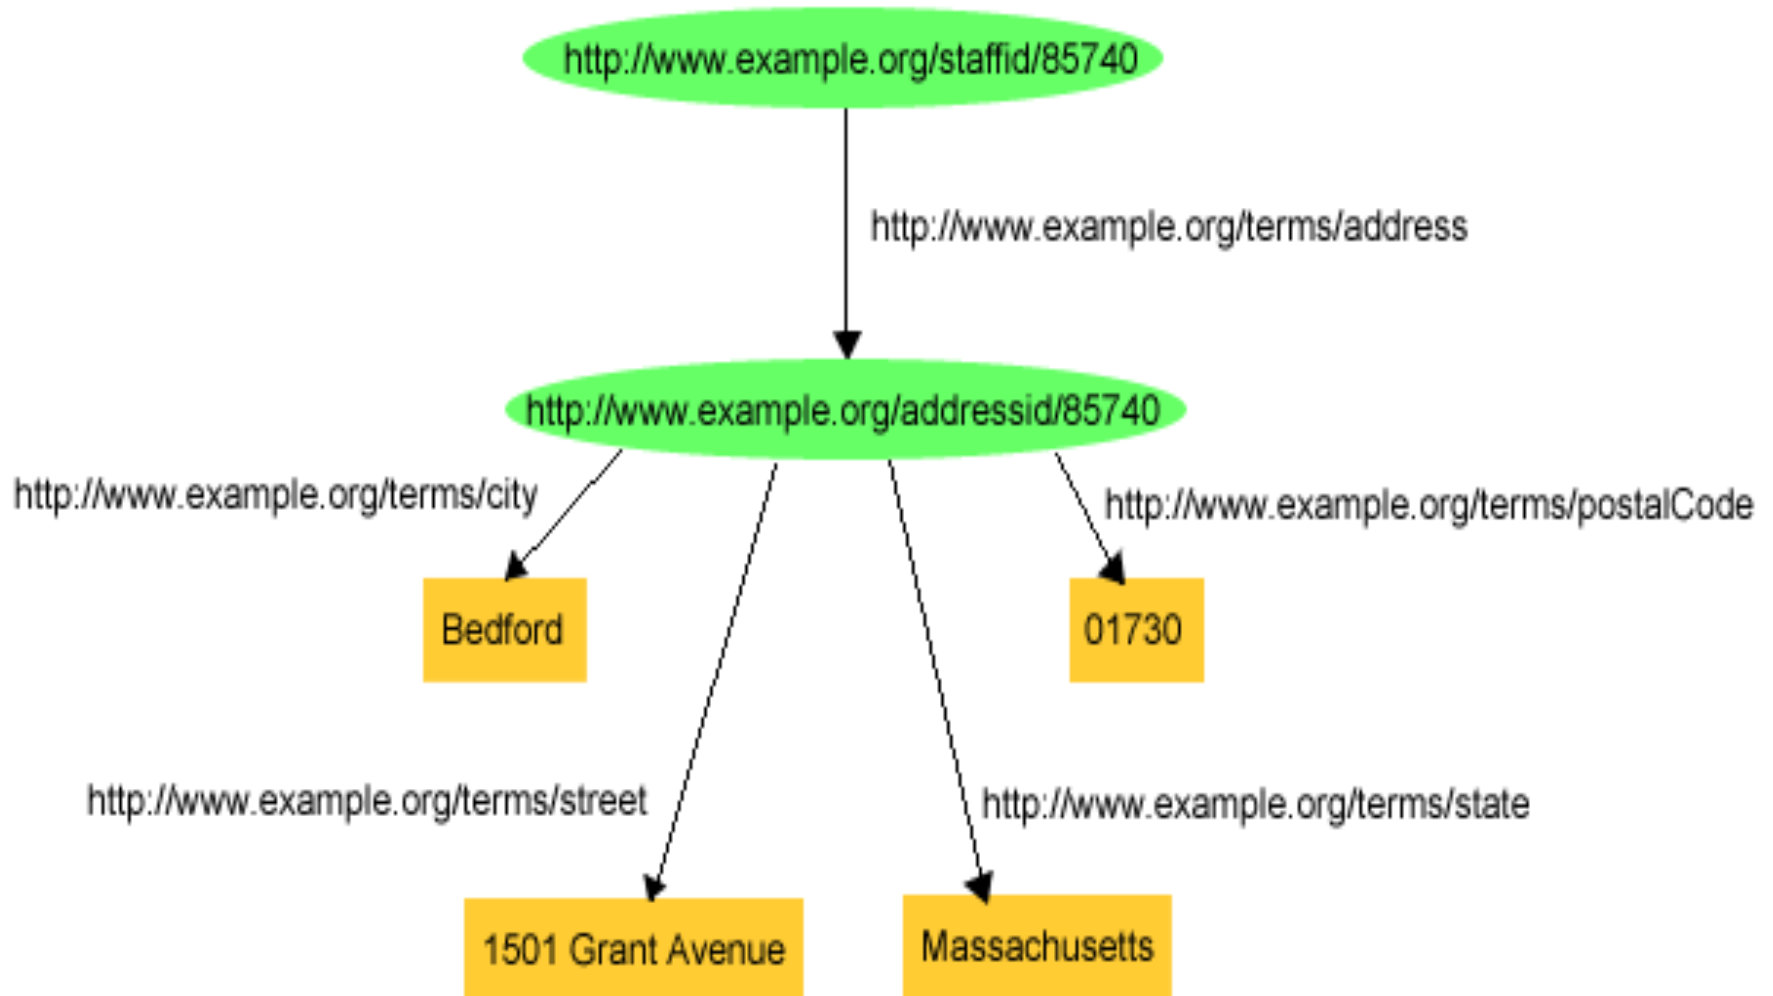 http://www.example.org/staffid/85740
http://www.example.org/terms/address
http://www.example.org/addressid/85740
http://www.example.org/terms/city
http://www.example.org/terms/postalCode
Bedford
01730
http://www.example.org/terms/street
http://www.example.org/terms/state
1501 Grant Avenue
Massachusetts